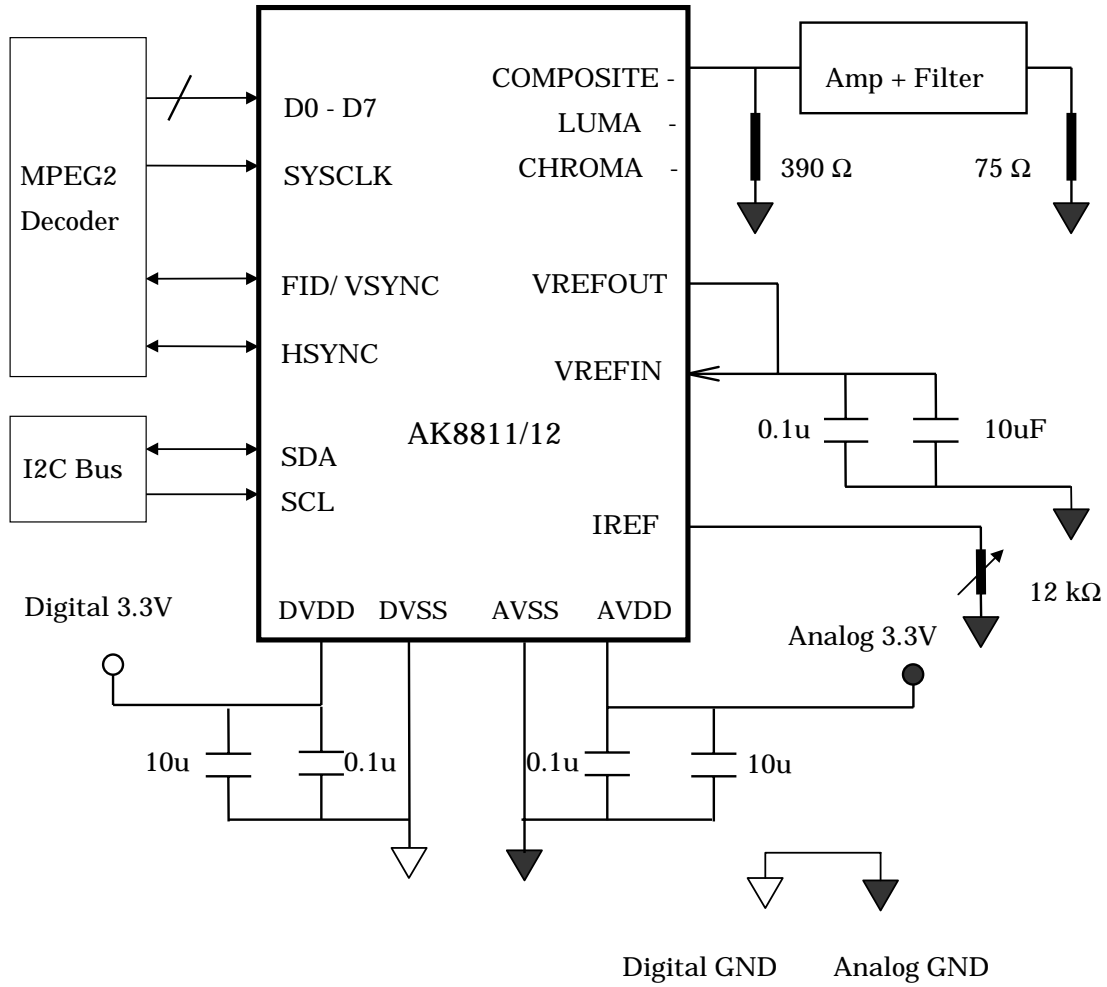 MPEG2
Decoder
I2C Bus
D0 - D7
SYSCLK
FID/ VSYNC
HSYNC
SDA
SCL
AK8811/12
COMPOSITE -
LUMA -
CHROMA -
VREFOUT
VREFIN
IREF
DVDD DVSS AVSS AVDD
Amp + Filter
390 Ω
75 Ω
0.1u
10uF
12 kΩ
Digital 3.3V
Analog 3.3V
10u
0.1u
0.1u
10u
Digital GND
Analog GND